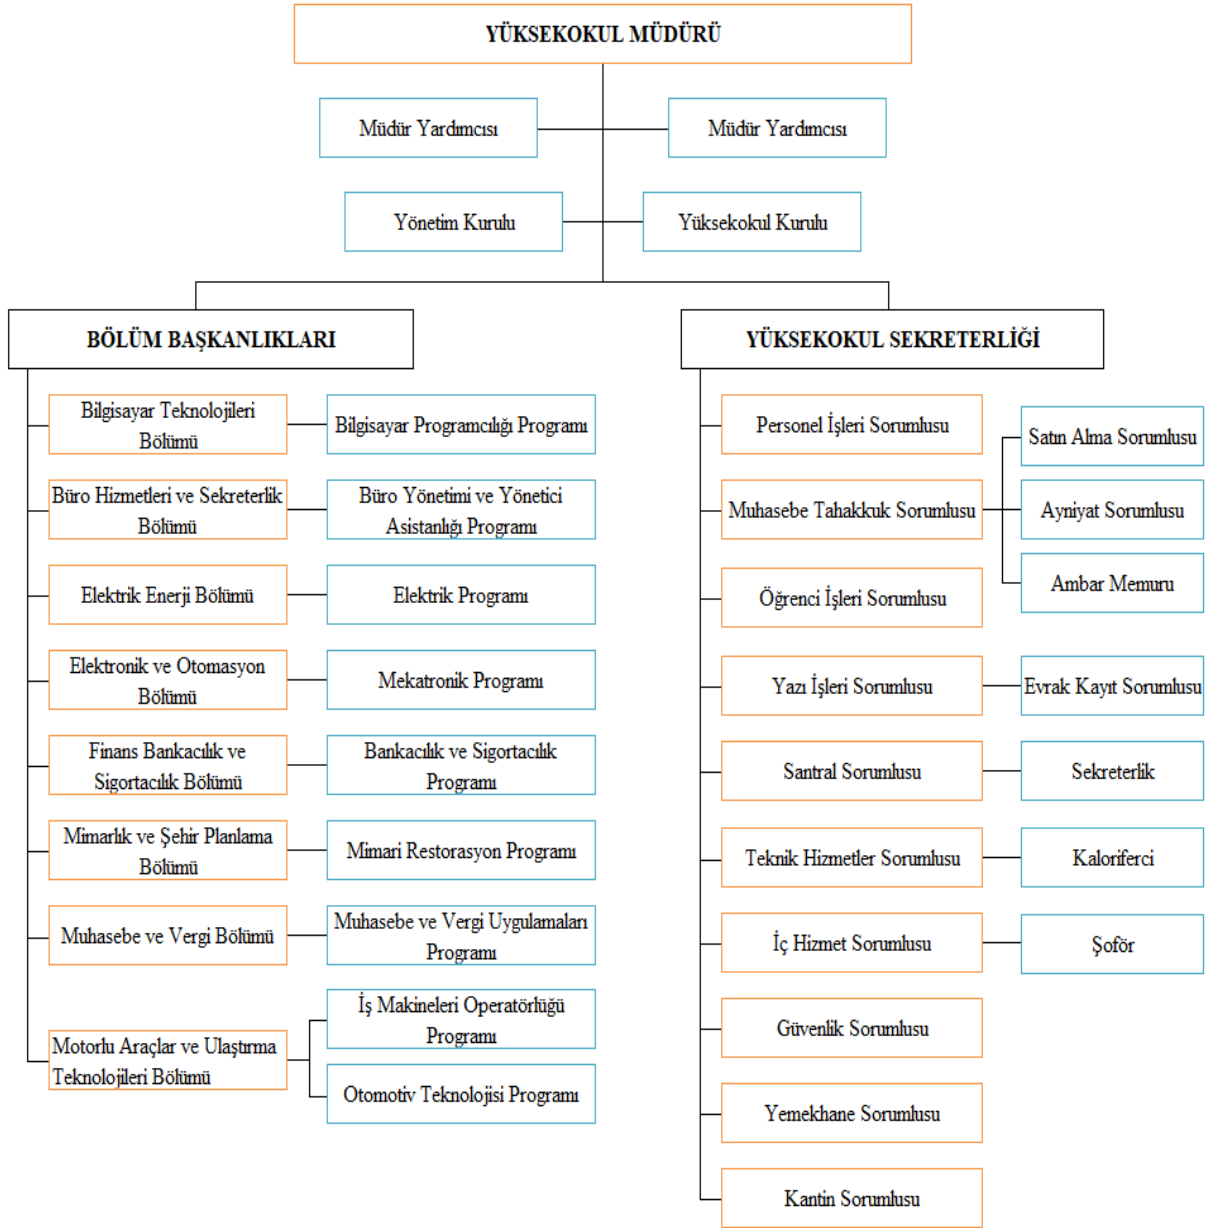 YÜKSEKOKUL MÜDÜRÜ
Müdür Yardımcısı
Müdür Yardımcısı
Yönetim Kurulu
Yüksekokul Kurulu
BÖLÜM BAŞKANLIKLARI
Bilgisayar Teknolojileri
Bölümü
Bilgisayar Programcılığı Programı
Büro Hizmetleri ve Sekreterlik
Bölümü
Büro Yönetimi ve Yönetici
Asistanlığı Programı
Elektrik Enerji Bölümü
Elektrik Programı
Elektronik ve Otomasyon
Bölümü
Mekatronik Programı
Finans Bankacılık ve
Sigortacılık Bölümü
Bankacılık ve Sigortacılık
Programı
Mimarlık ve Şehir Planlama
Bölümü
Mimari Restorasyon Programı
Muhasebe ve Vergi Bölümü
Muhasebe ve Vergi Uygulamaları
Programı
Motorlu Araçlar ve Ulaştırma
Teknolojileri Bölümü
İş Makineleri Operatörlüğü
Programı
Otomotiv Teknolojisi Programı
YÜKSEKOKUL SEKRETERLİĞİ
Personel İşleri Sorumlusu
Muhasebe Tahakkuk Sorumlusu
Satın Alma Sorumlusu
Ayniyat Sorumlusu
Ambar Memuru
Öğrenci İşleri Sorumlusu
Yazı İşleri Sorumlusu
Evrak Kayıt Sorumlusu
Santral Sorumlusu
Sekreterlik
Teknik Hizmetler Sorumlusu
Kaloriferci
İç Hizmet Sorumlusu
Şoför
Güvenlik Sorumlusu
Yemekhane Sorumlusu
Kantin Sorumlusu